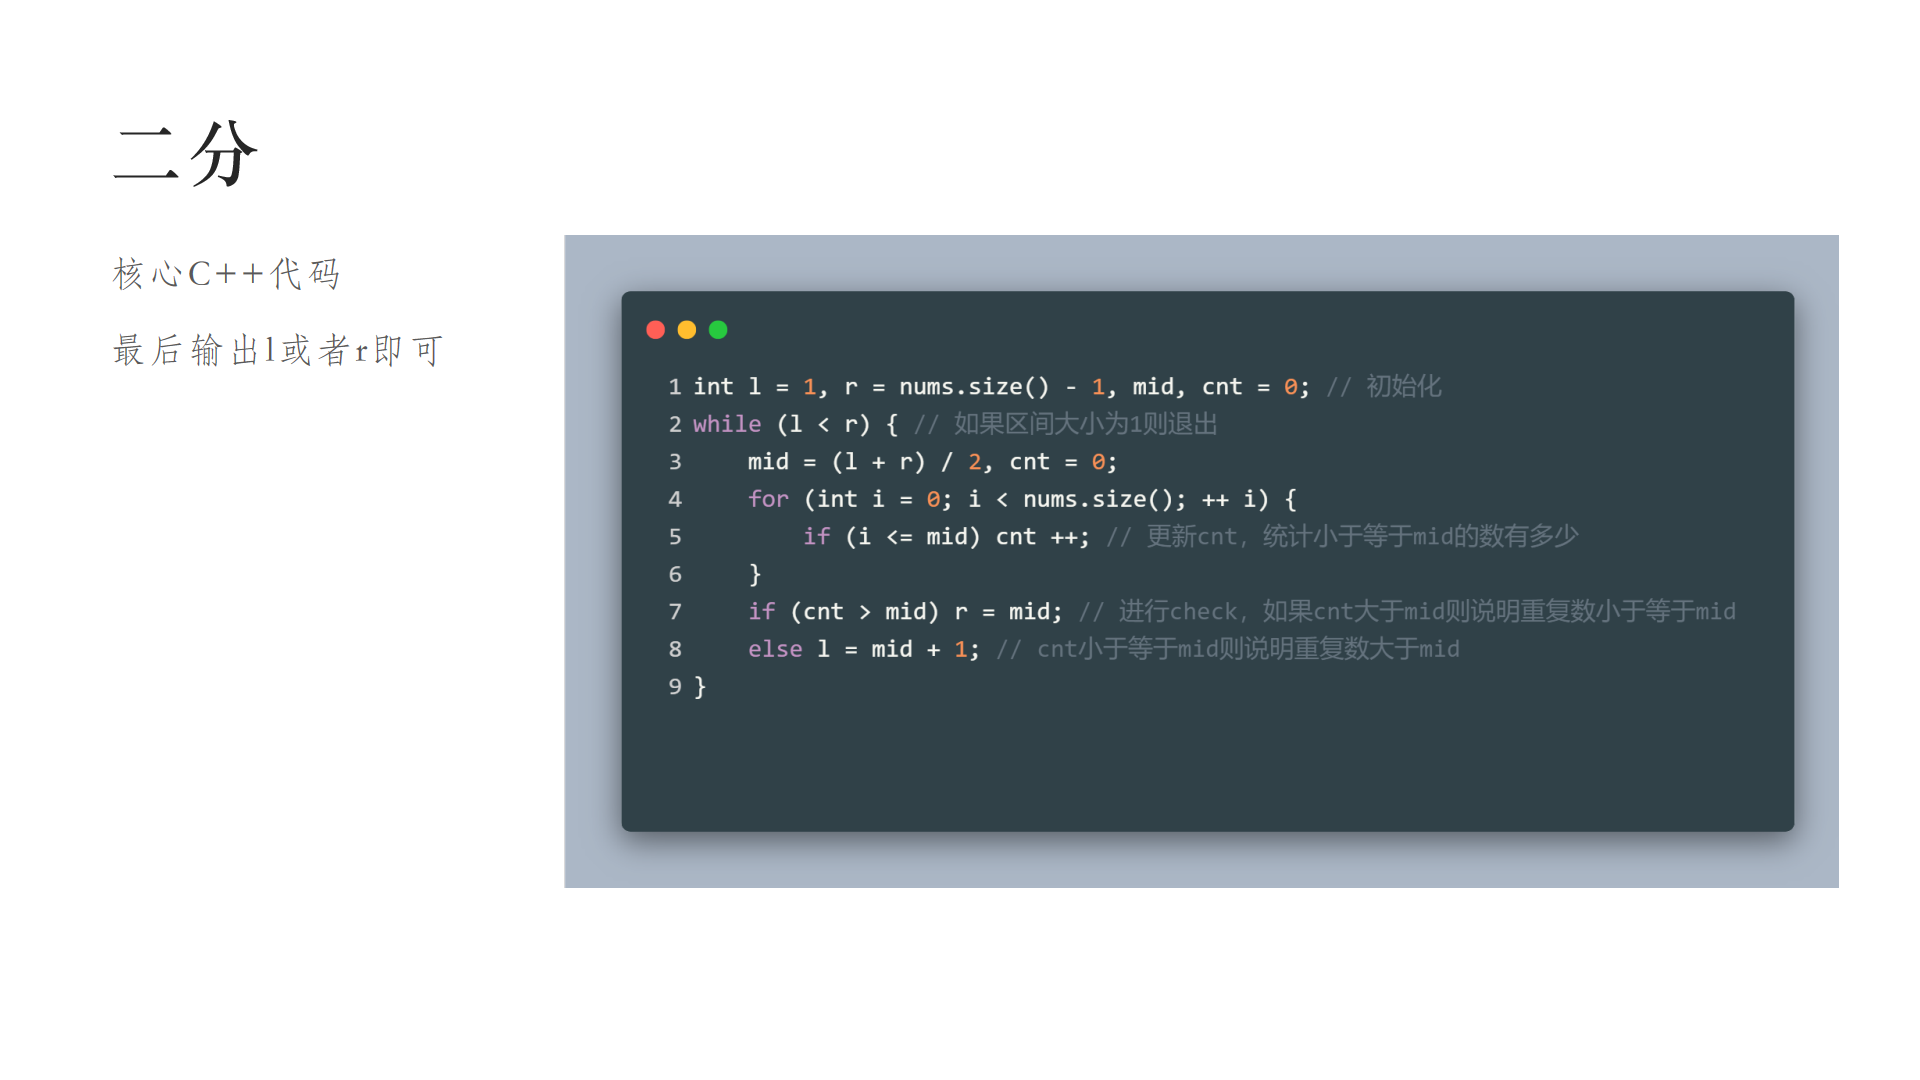 二分
核心C++代码
最后输出l或者r即可
1 int l = 1, r = nums.size() - 1, mid, cnt = 0; // 初始化
2 while (l < r) { // 如果区间大小为1则退出
3     mid = (l + r) / 2, cnt = 0;
4     for (int i = 0; i < nums.size(); ++ i) {
5         if (i <= mid) cnt ++; // 更新cnt, 统计小于等于mid的数有多少
6     }
7     if (cnt > mid) r = mid; // 进行check, 如果cnt大于mid则说明重复数小于等于mid
8     else l = mid + 1; // cnt小于等于mid则说明重复数大于mid
9 }